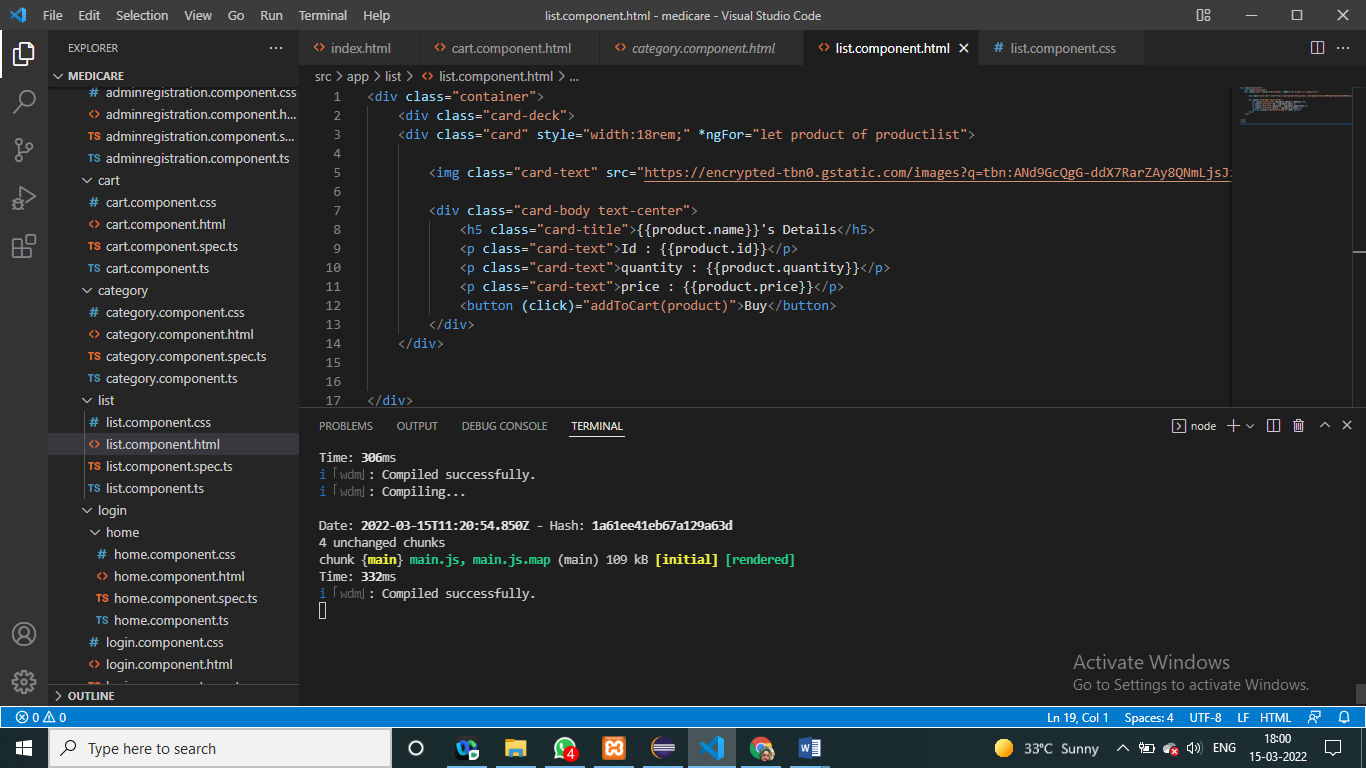 File Edit Selection View Go Run Terminal Help list.component.html - medicare - Visual Studio Code
EXPLORER
MEDICARE
adminregistration.component.css
adminregistration.component.h...
adminregistration.component.s...
adminregistration.component.ts
cart
cart.component.css
cart.component.html
cart.component.spec.ts
cart.component.ts
category
category.component.css
category.component.html
category.component.spec.ts
category.component.ts
list
list.component.css
list.component.html
list.component.spec.ts
list.component.ts
login
home
home.component.css
home.component.html
home.component.spec.ts
home.component.ts
login.component.css
login.component.html
OUTLINE
index.html cart.component.html category.component.html list.component.html list.component.css
src > app > list > list.component.html > ...
1 <div class="container">
2 <div class="card-deck">
3 <div class="card" style="width:18rem;" *ngFor="let product of productlist">
4
5 <img class="card-text" src="https://encrypted-tbn0.gstatic.com/images?q=tbn:ANd9GcQgG-ddX7RarZAy8QNmLjsJ
6
7 <div class="card-body text-center">
8 <h5 class="card-title">{{product.name}}'s Details</h5>
9 <p class="card-text">Id : {{product.id}}</p>
10 <p class="card-text">quantity : {{product.quantity}}</p>
11 <p class="card-text">price : {{product.price}}</p>
12 <button (click)="addToCart(product)">Buy</button>
13 </div>
14 </div>
15
16
17 </div>
PROBLEMS OUTPUT DEBUG CONSOLE TERMINAL node
Time: 306ms
i ｢wdm｣: Compiled successfully.
i ｢wdm｣: Compiling...
Date: 2022-03-15T11:20:54.850Z - Hash: 1a61ee41eb67a129a63d
4 unchanged chunks
chunk {main} main.js, main.js.map (main) 109 kB [initial] [rendered]
Time: 332ms
i ｢wdm｣: Compiled successfully.
Activate Windows
Go to Settings to activate Windows.
0 0 Ln 19, Col 1 Spaces: 4 UTF-8 LF HTML
Type here to search 4 33°C Sunny ENG 18:00
15-03-2022